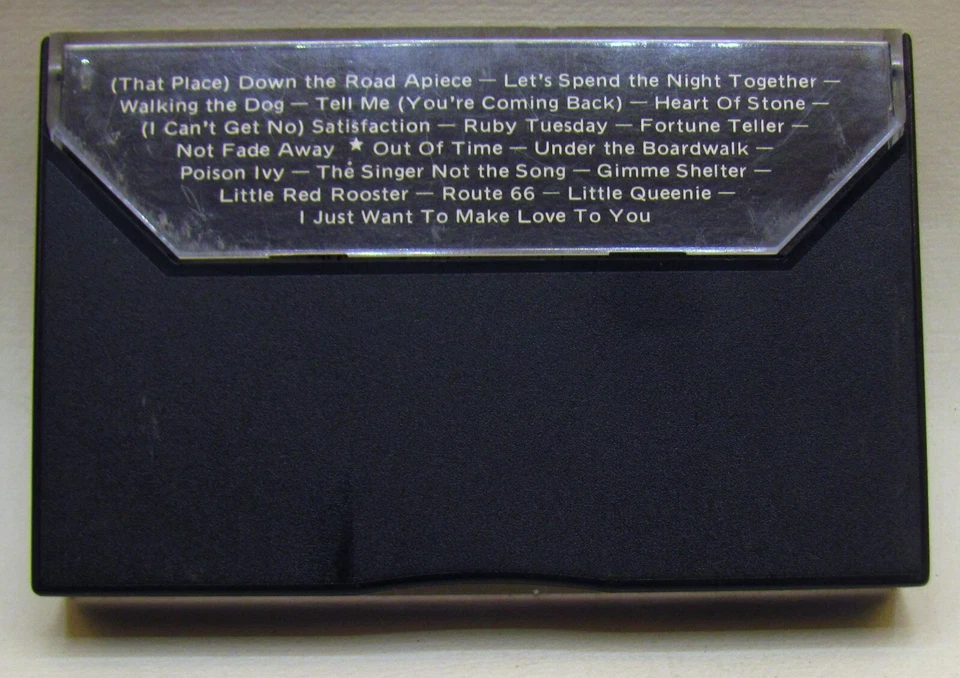 (That Place) Down the Road Apiece — Let's Spend the Night Together —
Walking the Dog — Tell Me (You're Coming Back) — Heart Of Stone —
(I Can't Get No) Satisfaction — Ruby Tuesday — Fortune Teller —
Not Fade Away ★ Out Of Time — Under the Boardwalk —
Poison Ivy — The Singer Not the Song — Gimme Shelter —
Little Red Rooster — Route 66 — Little Queenie —
I Just Want To Make Love To You